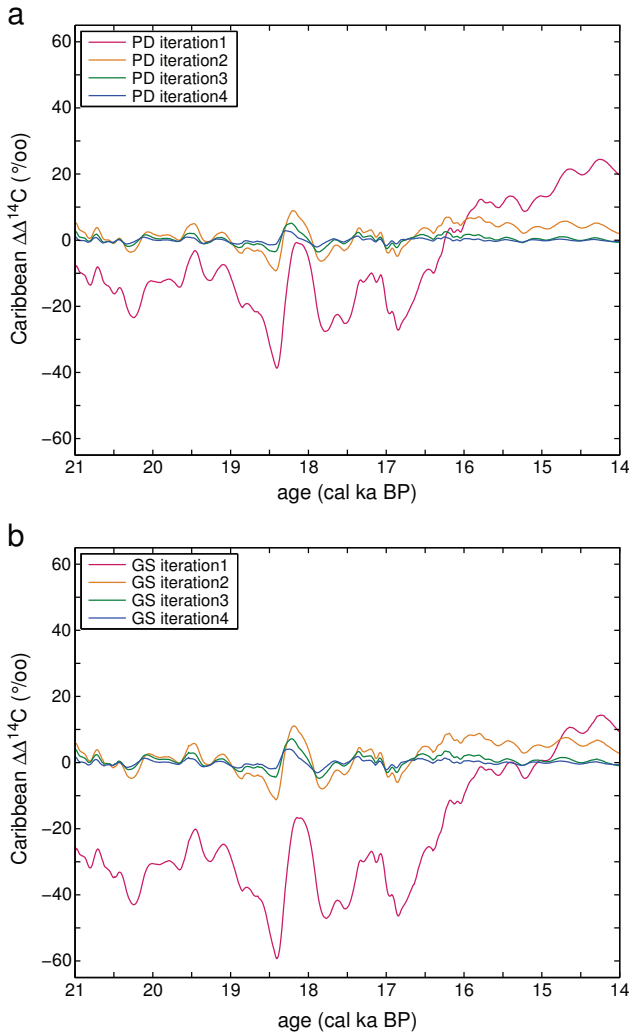 a
PD iteration1
PD iteration2
PD iteration3
PD iteration4
60
40
20
0
−20
−40
−60
Caribbean ΔΔ¹⁴C (°/oo)
21 20 19 18 17 16 15 14
age (cal ka BP)
b
GS iteration1
GS iteration2
GS iteration3
GS iteration4
60
40
20
0
−20
−40
−60
Caribbean ΔΔ¹⁴C (°/oo)
21 20 19 18 17 16 15 14
age (cal ka BP)